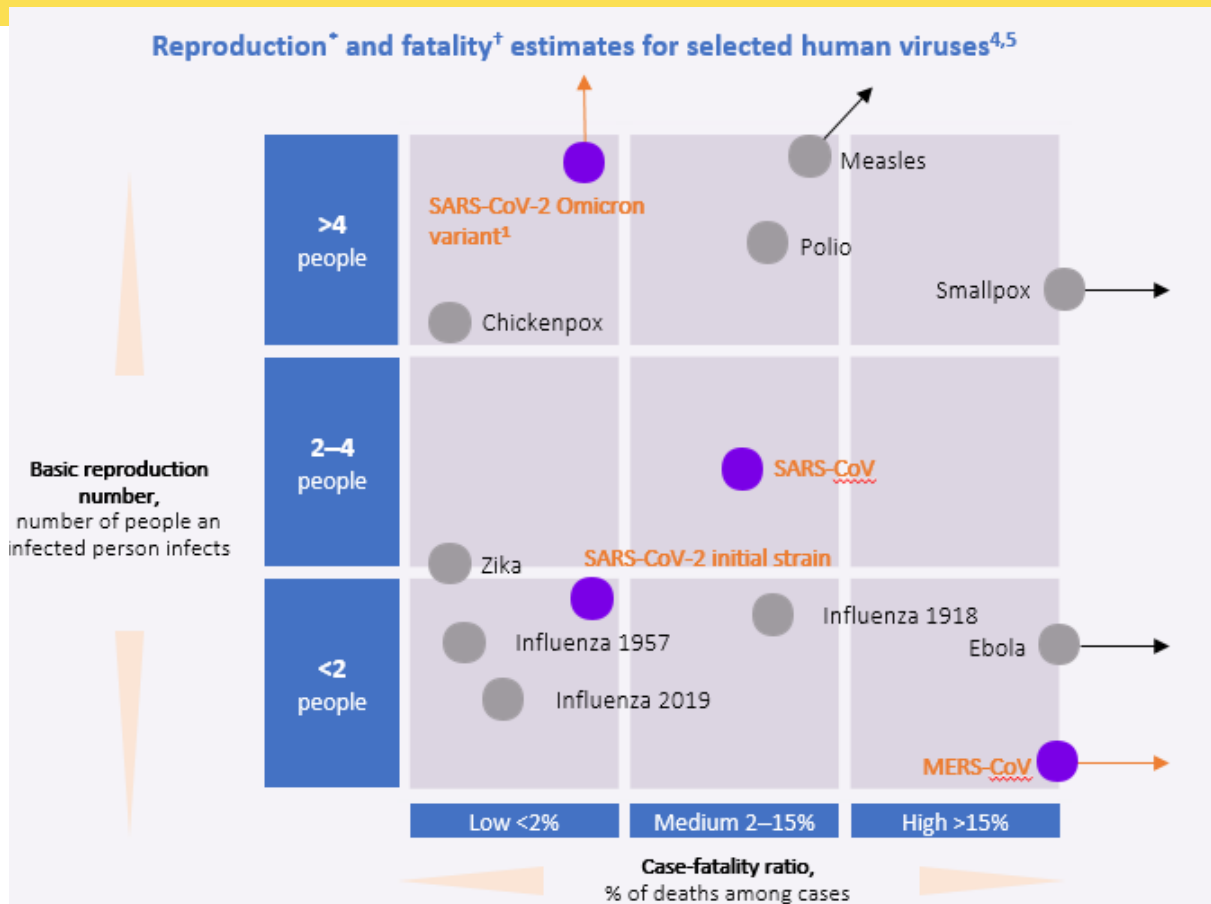 Reproduction* and fatality† estimates for selected human viruses4,5
Measles
SARS-CoV-2 Omicron
variant1
>4
people
Polio
Smallpox
Chickenpox
2–4
people
Basic reproduction
number,
number of people an
infected person infects
SARS-CoV
Zika
SARS-CoV-2 initial strain
Influenza 1918
Influenza 1957
Ebola
<2
people
Influenza 2019
MERS-CoV
Low <2%
Medium 2–15%
High >15%
Case-fatality ratio,
% of deaths among cases